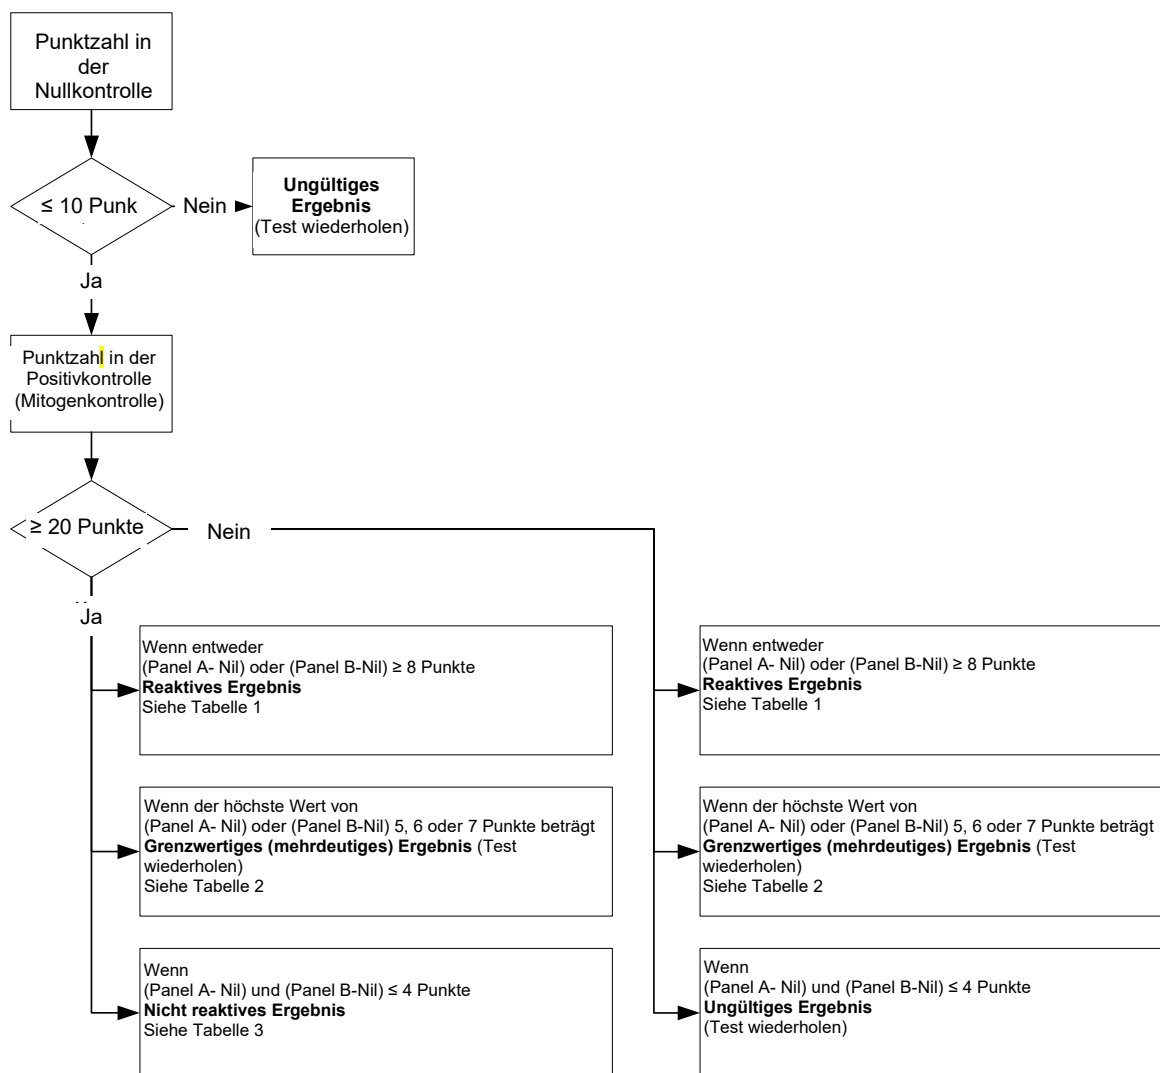 Punktzahl in
der
Nullkontrolle
≤ 10 Punk
Nein
Ungültiges
Ergebnis
(Test wiederholen)
Ja
Punktzahl in der
Positivkontrolle
(Mitogenkontrolle)
≥ 20 Punkte
Nein
Ja
Wenn entweder
(Panel A- Nil) oder (Panel B-Nil) ≥ 8 Punkte
Reaktives Ergebnis
Siehe Tabelle 1
Wenn der höchste Wert von
(Panel A- Nil) oder (Panel B-Nil) 5, 6 oder 7 Punkte beträgt
Grenzwertiges (mehrdeutiges) Ergebnis (Test
wiederholen)
Siehe Tabelle 2
Wenn
(Panel A- Nil) und (Panel B-Nil) ≤ 4 Punkte
Nicht reaktives Ergebnis
Siehe Tabelle 3
Wenn entweder
(Panel A- Nil) oder (Panel B-Nil) ≥ 8 Punkte
Reaktives Ergebnis
Siehe Tabelle 1
Wenn der höchste Wert von
(Panel A- Nil) oder (Panel B-Nil) 5, 6 oder 7 Punkte beträgt
Grenzwertiges (mehrdeutiges) Ergebnis (Test
wiederholen)
Siehe Tabelle 2
Wenn
(Panel A- Nil) und (Panel B-Nil) ≤ 4 Punkte
Ungültiges Ergebnis
(Test wiederholen)